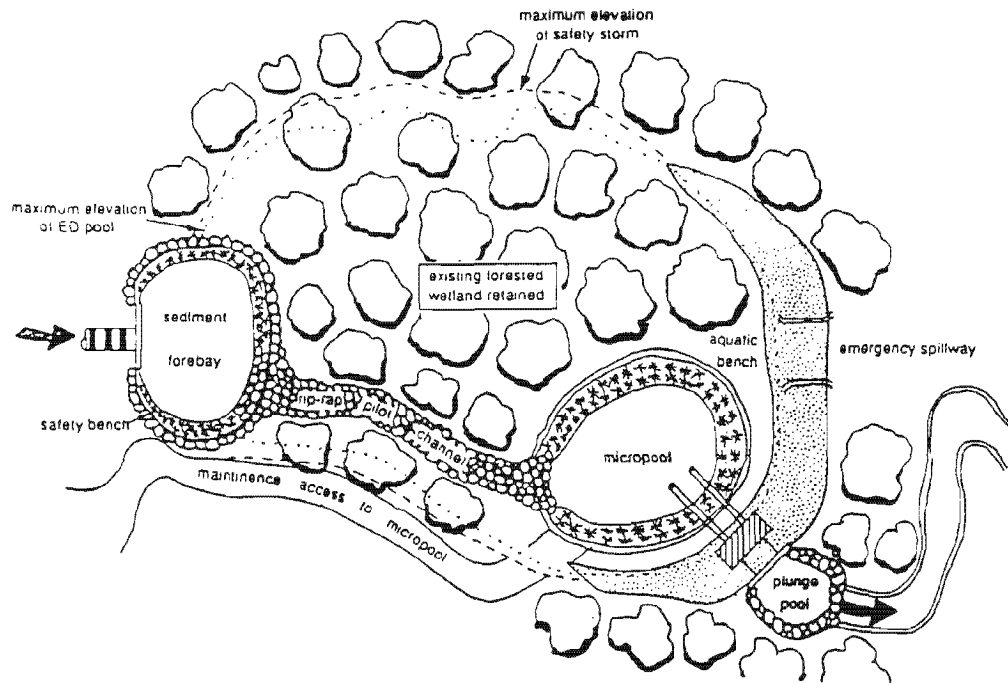 maximum elevation
of safety storm
maximum elevation
of ED pool
existing forested
wetland retained
sediment
forebay
aquatic
bench
emergency spillway
rip-rap pilot channel
safety bench
micropool
maintinence access to micropool
plunge
pool